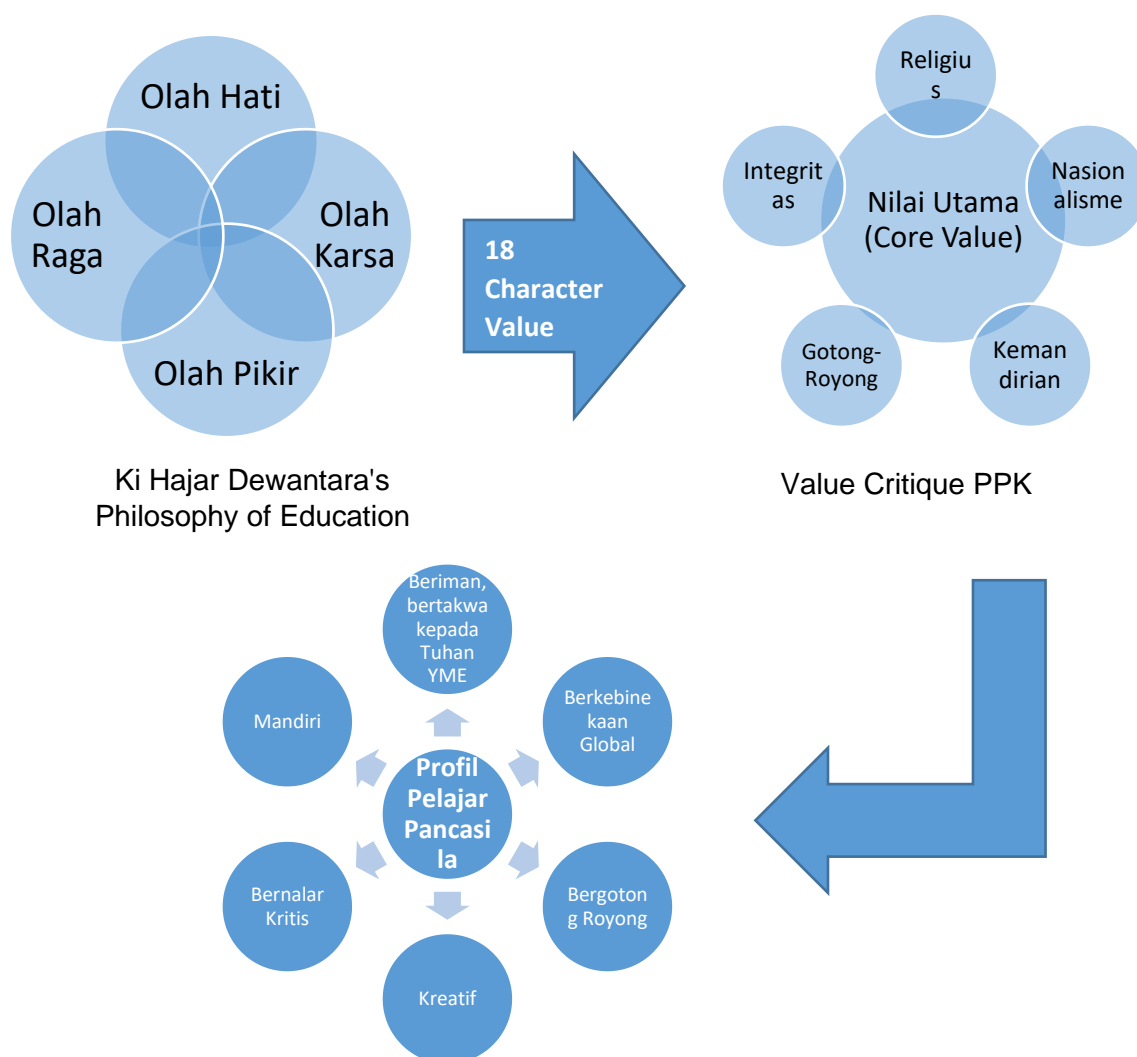 Olah Hati
Olah
Raga
Olah
Karsa
Olah Pikir
18
Character
Value
Religiu
s
Integrit
as
Nasion
alisme
Nilai Utama
(Core Value)
Gotong-
Royong
Keman
dirian
Ki Hajar Dewantara's
Philosophy of Education
Value Critique PPK
Beriman,
bertakwa
kepada
Tuhan
YME
Mandiri
Berkebine
kaan
Global
Profil
Pelajar
Pancasi
la
Bernalar
Kritis
Bergoton
g Royong
Kreatif